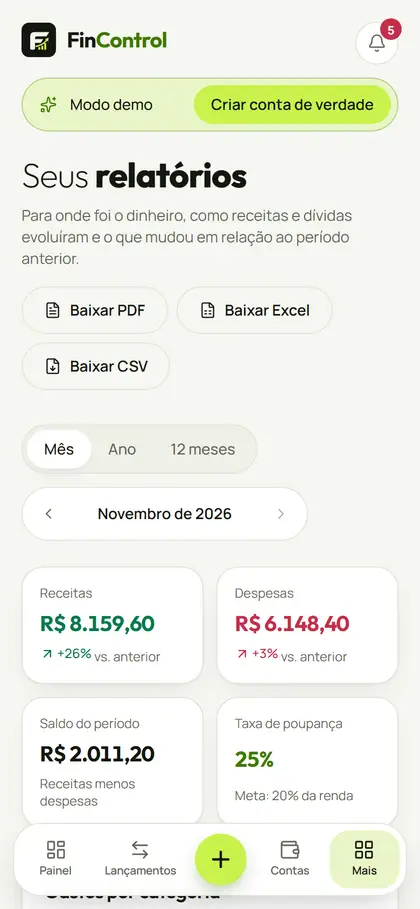 FinControl
5
Modo demo
Criar conta de verdade
Seus relatórios
Para onde foi o dinheiro, como receitas e dívidas
evoluíram e o que mudou em relação ao período
anterior.
Baixar PDF
Baixar Excel
Baixar CSV
Mês
Ano
12 meses
Novembro de 2026
Receitas
R$ 8.159,60
+26% vs. anterior
Despesas
R$ 6.148,40
+3% vs. anterior
Saldo do período
R$ 2.011,20
Receitas menos
despesas
Taxa de poupança
25%
Meta: 20% da renda
Painel
Lançamentos
Contas
Mais